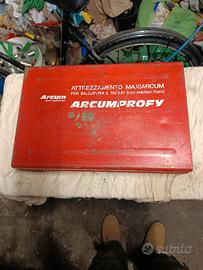 ATTREZZAMENTO MAXIARCUM
Arcum
PER SALDATURA E TAGLIO
ARCUM PROFY
subito